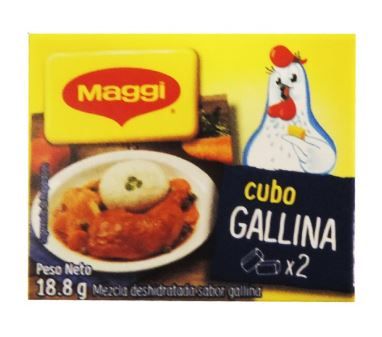 Maggi
cubo
GALLINA
x2
Peso Neto
18.8 g Mezcla deshidratada sabor gallina